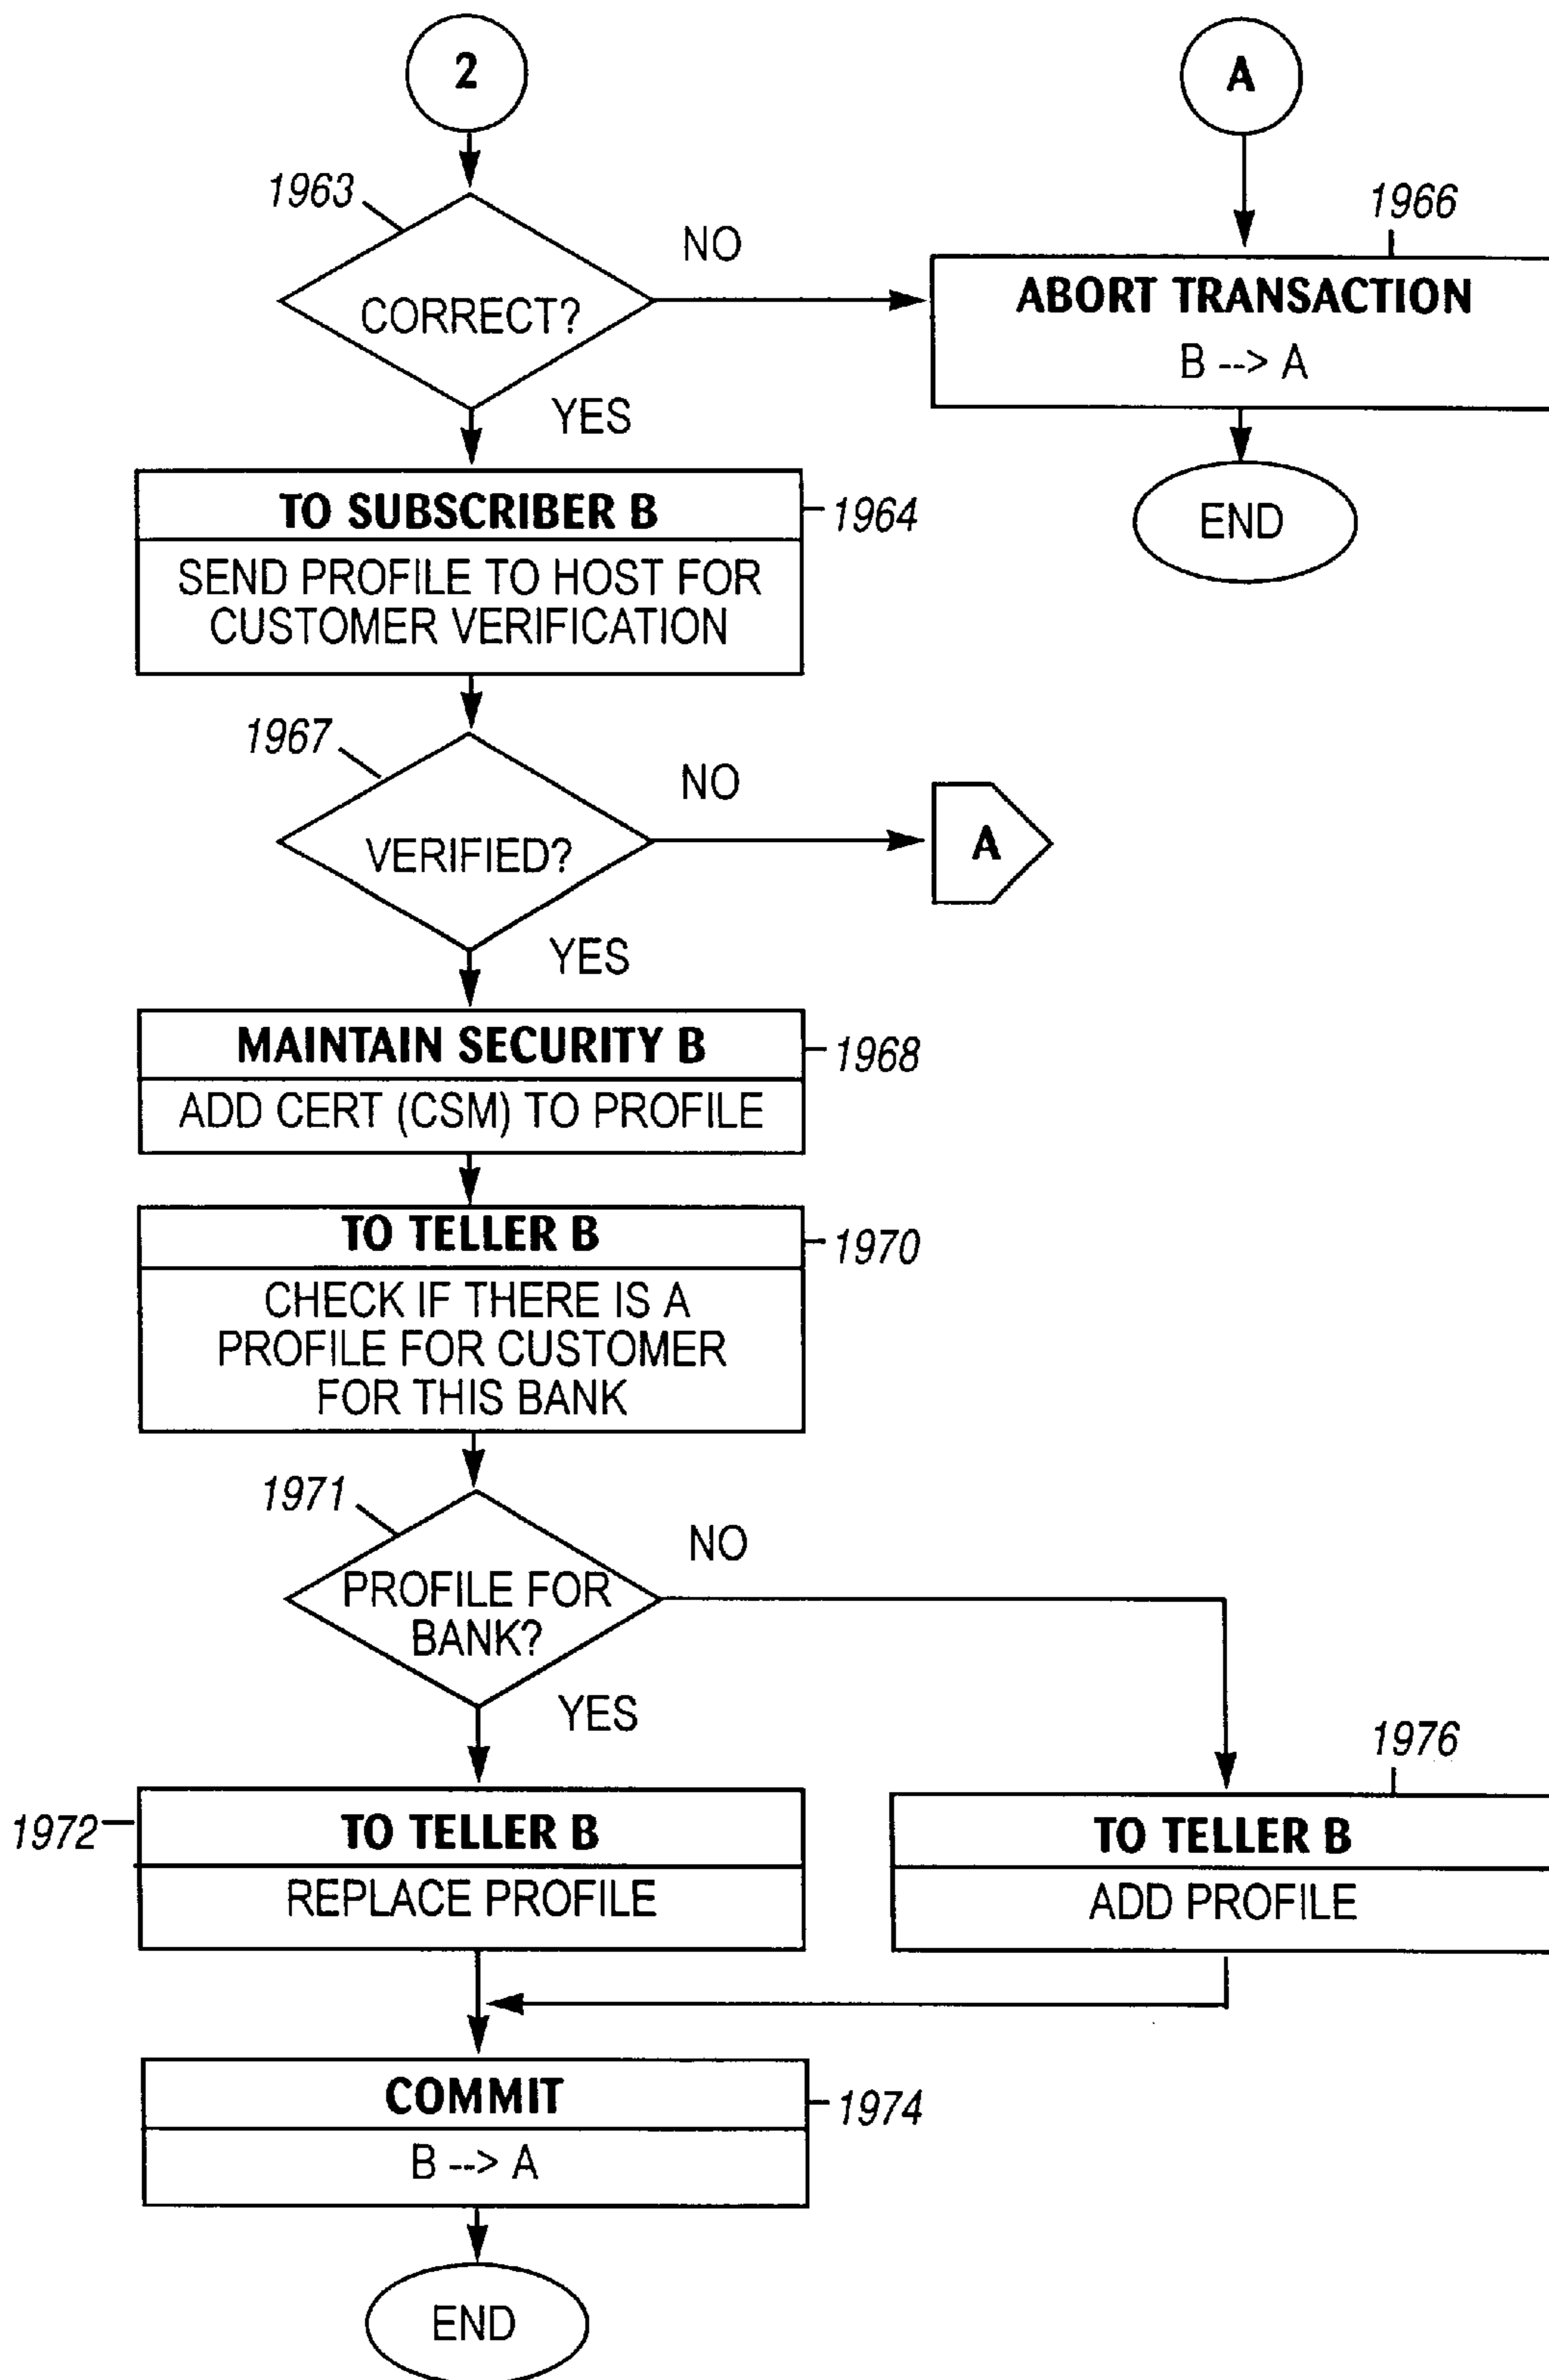 2
A
1963
NO
1966
CORRECT?
ABORT TRANSACTION
B --> A
YES
END
TO SUBSCRIBER B
1964
SEND PROFILE TO HOST FOR
CUSTOMER VERIFICATION
1967
NO
VERIFIED?
A
YES
MAINTAIN SECURITY B
1968
ADD CERT (CSM) TO PROFILE
TO TELLER B
1970
CHECK IF THERE IS A
PROFILE FOR CUSTOMER
FOR THIS BANK
1971
NO
PROFILE FOR
BANK?
YES
1976
1972
TO TELLER B
REPLACE PROFILE
TO TELLER B
ADD PROFILE
COMMIT
1974
B --> A
END